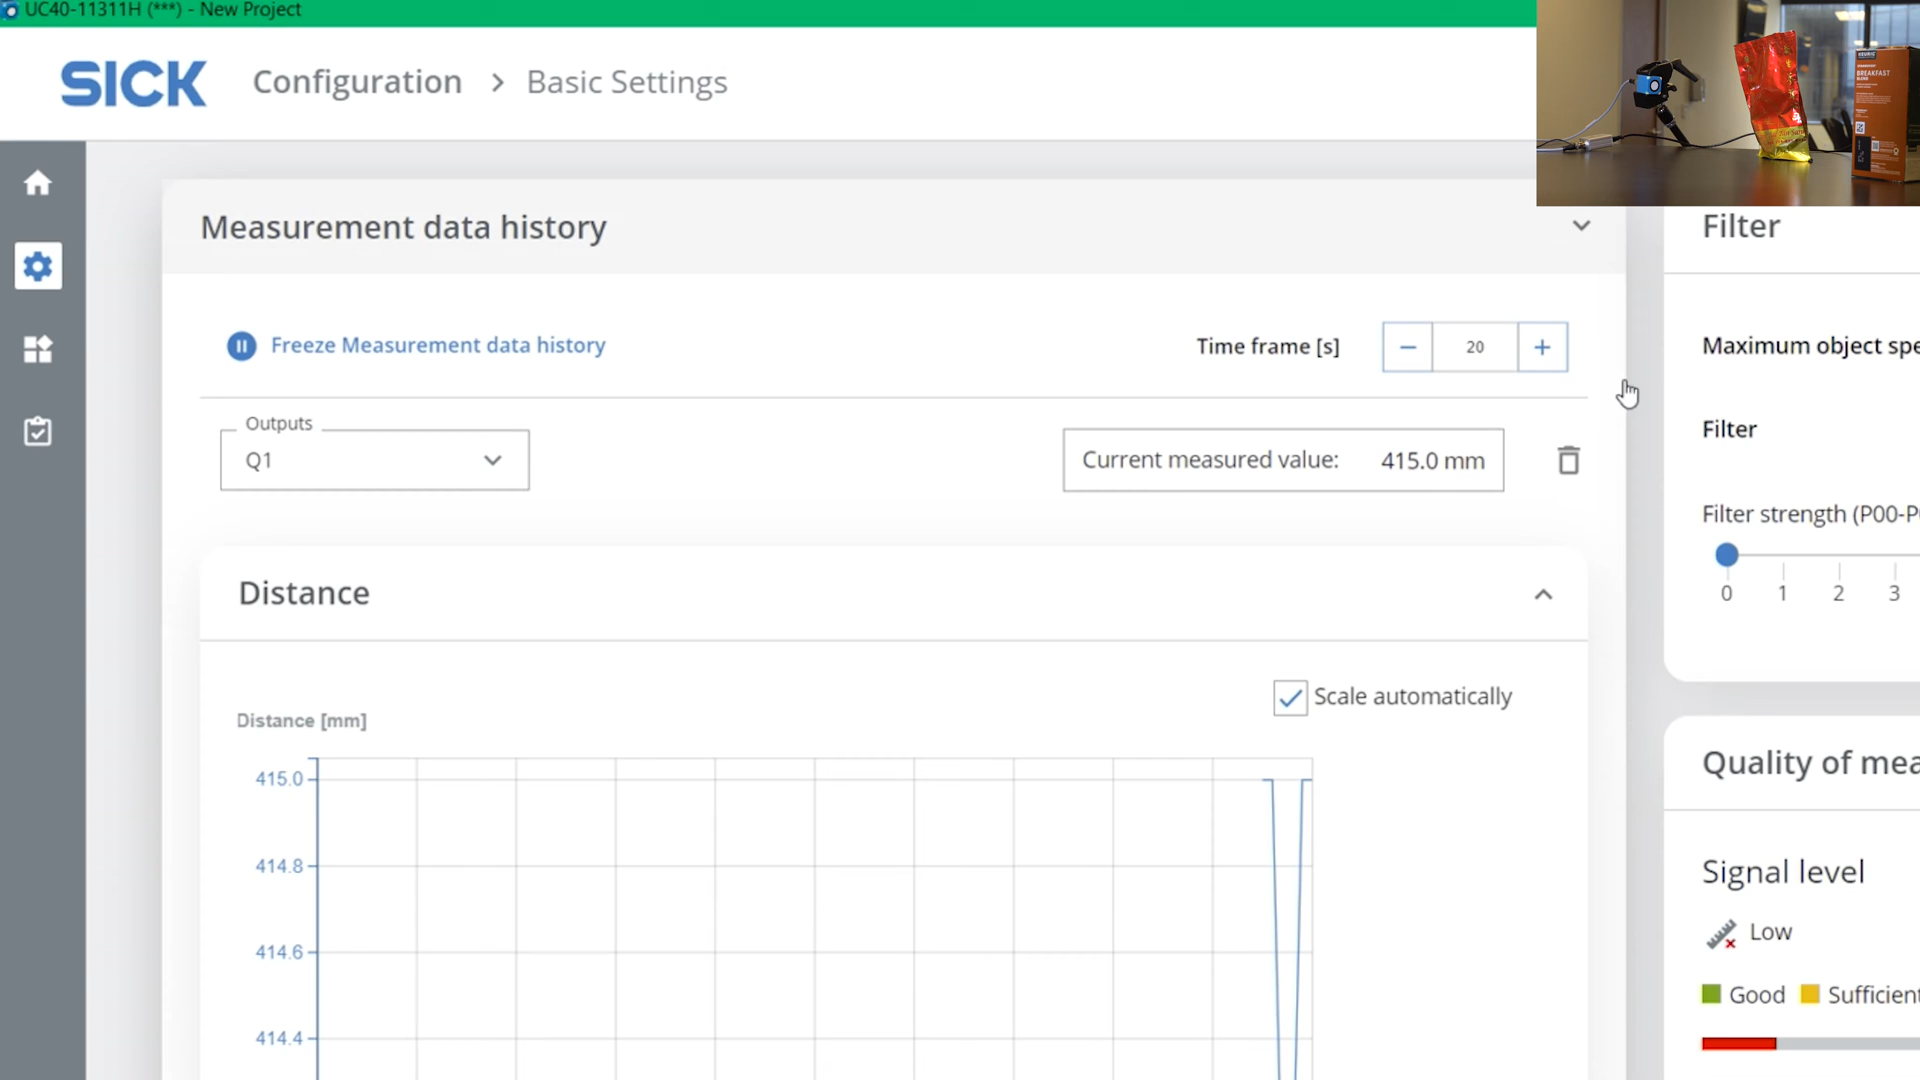 UC40-11311H (***) - New Project
SICK
Configuration > Basic Settings
Measurement data history
Freeze Measurement data history
Time frame [s]
− 20 +
Outputs
Q1
Current measured value: 415.0 mm
Distance
Scale automatically
Distance [mm]
415.0
414.8
414.6
414.4
KEURIG
BREAKFAST
BLEND
Filter
Maximum object spe
Filter
Filter strength (P00-P
0 1 2 3
Quality of mea
Signal level
Low
Good Sufficient